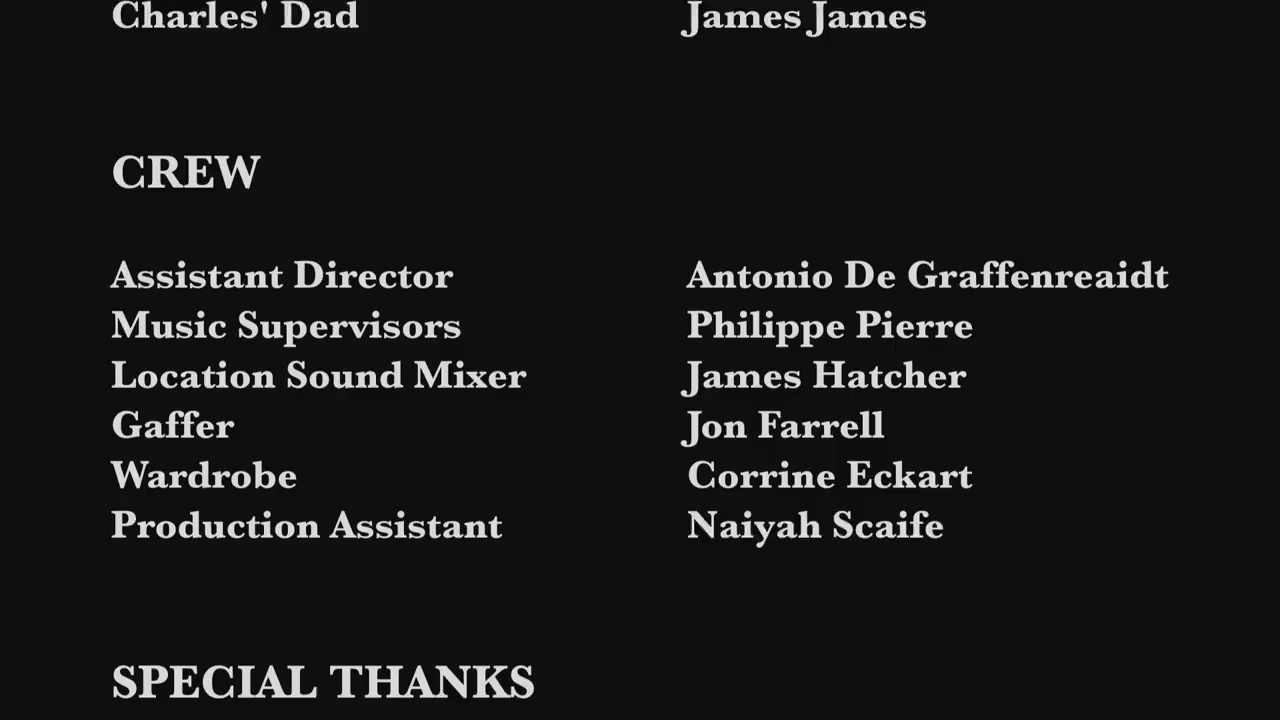 Charles' Dad James James
CREW
Assistant Director Antonio De Graffenreaidt
Music Supervisors Philippe Pierre
Location Sound Mixer James Hatcher
Gaffer Jon Farrell
Wardrobe Corrine Eckart
Production Assistant Naiyah Scaife
SPECIAL THANKS